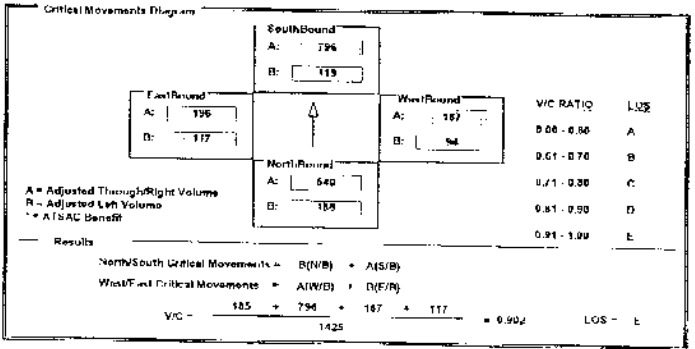 Critical Movements Diagram
SouthBound
A: 796
B: 119
EastBound
A: 196
B: 117
WestBound
A: 187
B: 94
NorthBound
A: 640
B: 185
V/C RATIO LOS
0.00 - 0.60 A
0.61 - 0.70 B
0.71 - 0.80 C
0.81 - 0.90 D
0.91 - 1.00 E
A = Adjusted Through/Right Volume
B = Adjusted Left Volume
* = ATSAC Benefit
Results
North/South Critical Movements = B(N/B) + A(S/B)
West/East Critical Movements = A(W/B) + B(E/B)
V/C = 185 + 796 + 187 + 117 = 0.902 LOS = E
1425